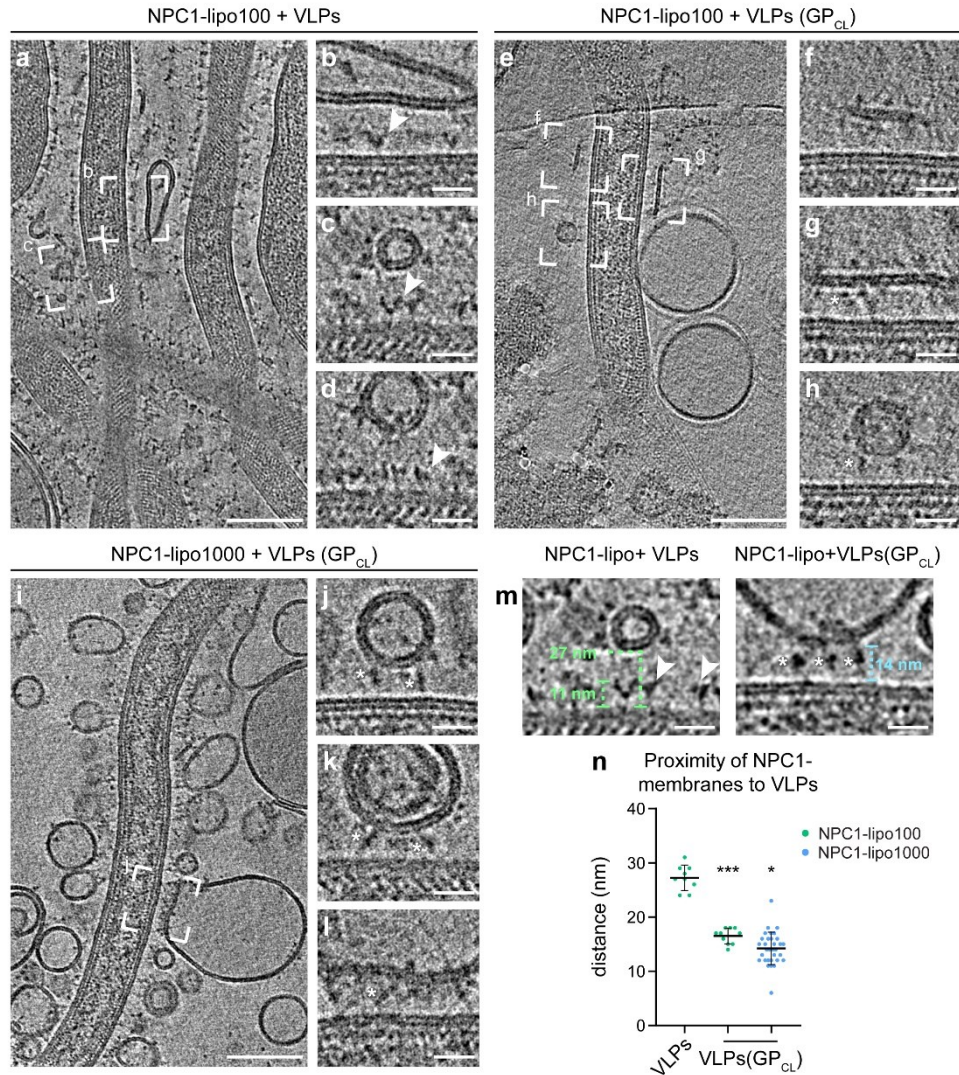 NPC1-lipo100 + VLPs
NPC1-lipo100 + VLPs (GPCL)
a
b
c
b
c
d
e
f
g
h
f
g
h
NPC1-lipo1000 + VLPs (GPCL)
i
j
k
l
NPC1-lipo+ VLPs
NPC1-lipo+VLPs(GPCL)
m
27 nm
11 nm
14 nm
* * *
n
Proximity of NPC1-
membranes to VLPs
distance (nm)
40
30
20
10
0
***
*
NPC1-lipo100
NPC1-lipo1000
VLPs
VLPs(GPCL)